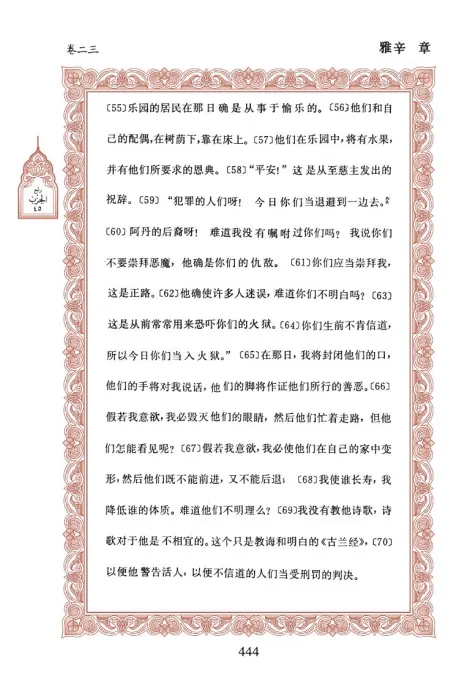 卷二三
雅辛 章
〔55〕乐园的居民在那日确是从事于愉乐的。〔56〕他们和自
己的配偶,在树荫下,靠在床上。〔57〕他们在乐园中,将有水果,
并有他们所要求的恩典。〔58〕“平安!”这是从至慈主发出的
祝辞。〔59〕“犯罪的人们呀! 今日你们当退避到一边去。
〔60〕阿丹的后裔呀! 难道我没有嘱咐过你们吗? 我说你们
不要崇拜恶魔,他确是你们的仇敌。〔61〕你们应当崇拜我,
这是正路。〔62〕他确使许多人迷误,难道你们不明白吗?〔63〕
这是从前常常用来恐吓你们的火狱。〔64〕你们生前不肯信道,
所以今日你们当入火狱。”〔65〕在那日,我将封闭他们的口,
他们的手将对我说话,他们的脚将作证他们所行的善恶。〔66〕
假若我意欲,我必毁灭他们的眼睛,然后他们忙着走路,但他
们怎能看见呢?〔67〕假若我意欲,我必使他们在自己的家中变
形,然后他们既不能前进,又不能后退;〔68〕我使谁长寿,我
降低谁的体质。难道他们不明理么?〔69〕我没有教他诗歌,诗
歌对于他是不相宜的。这个只是教诲和明白的《古兰经》,〔70〕
以便他警告活人,以便不信道的人们当受刑罚的判决。
ربع
الحزب
٤٥
444